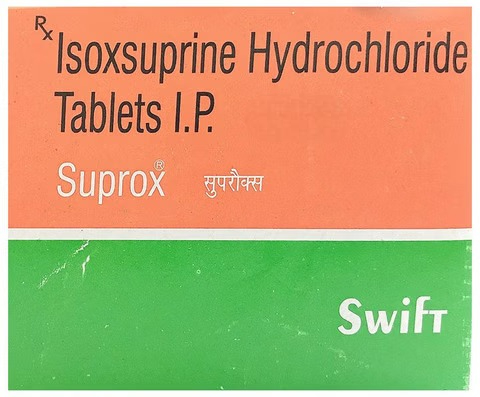 Rx Isoxsuprine Hydrochloride
Tablets I.P.
Suprox® सुपरौक्स
Swift